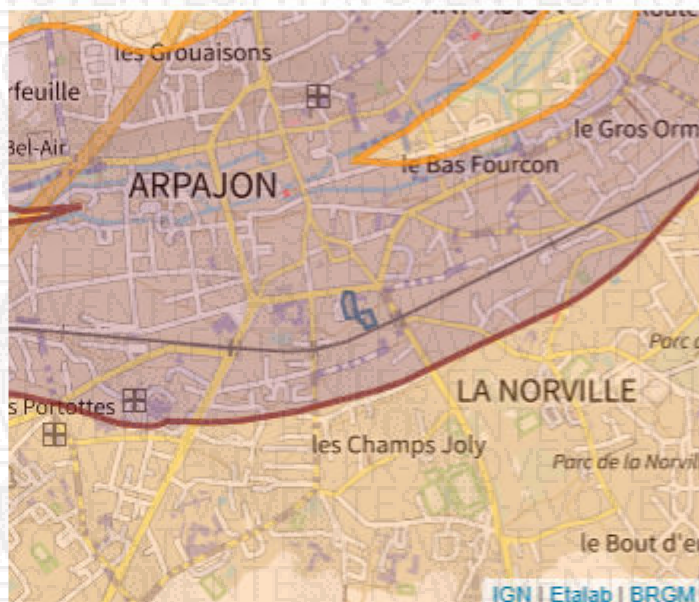 les Grouaisons
rfeuille
le Gros Orm
Bel-Air
le Bas Fourcon
ARPAJON
Parc d
LA NORVILLE
s Portottes
les Champs Joly
Parc de la Norvil
le Bout d'e
IGN | Etalab | BRGM